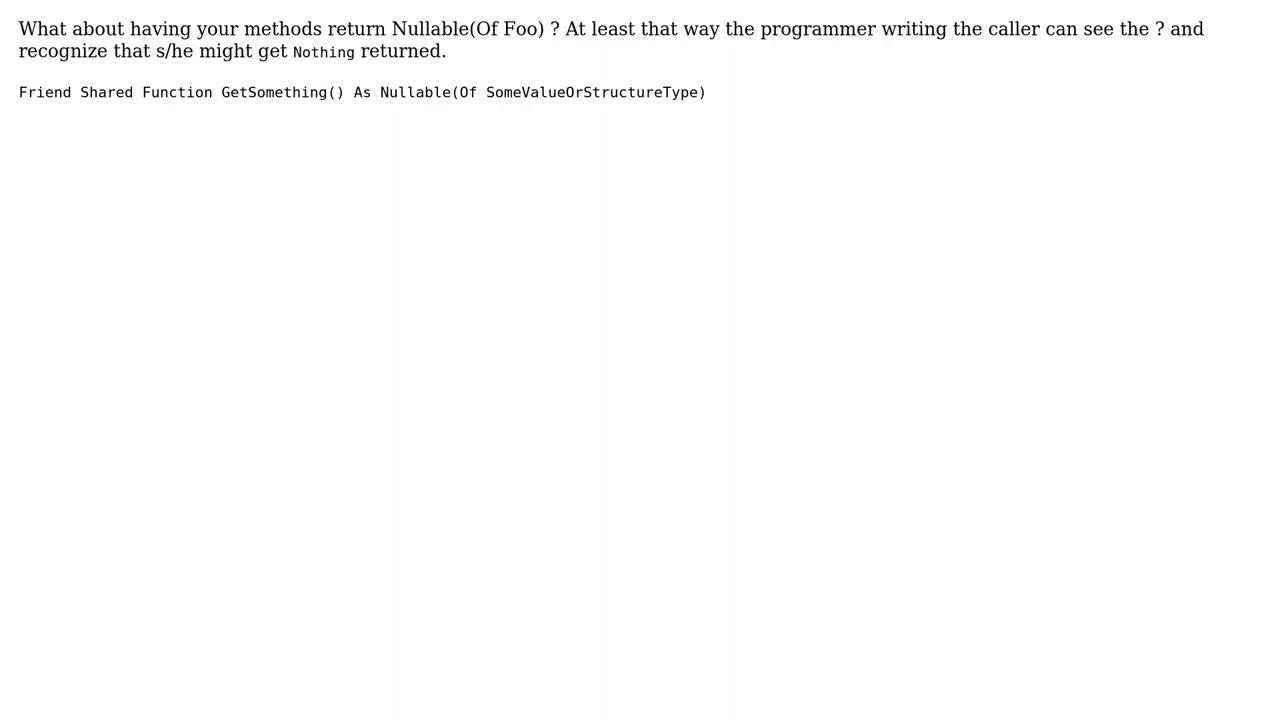 What about having your methods return Nullable(Of Foo) ? At least that way the programmer writing the caller can see the ? and
recognize that s/he might get Nothing returned.
Friend Shared Function GetSomething() As Nullable(Of SomeValueOrStructureType)